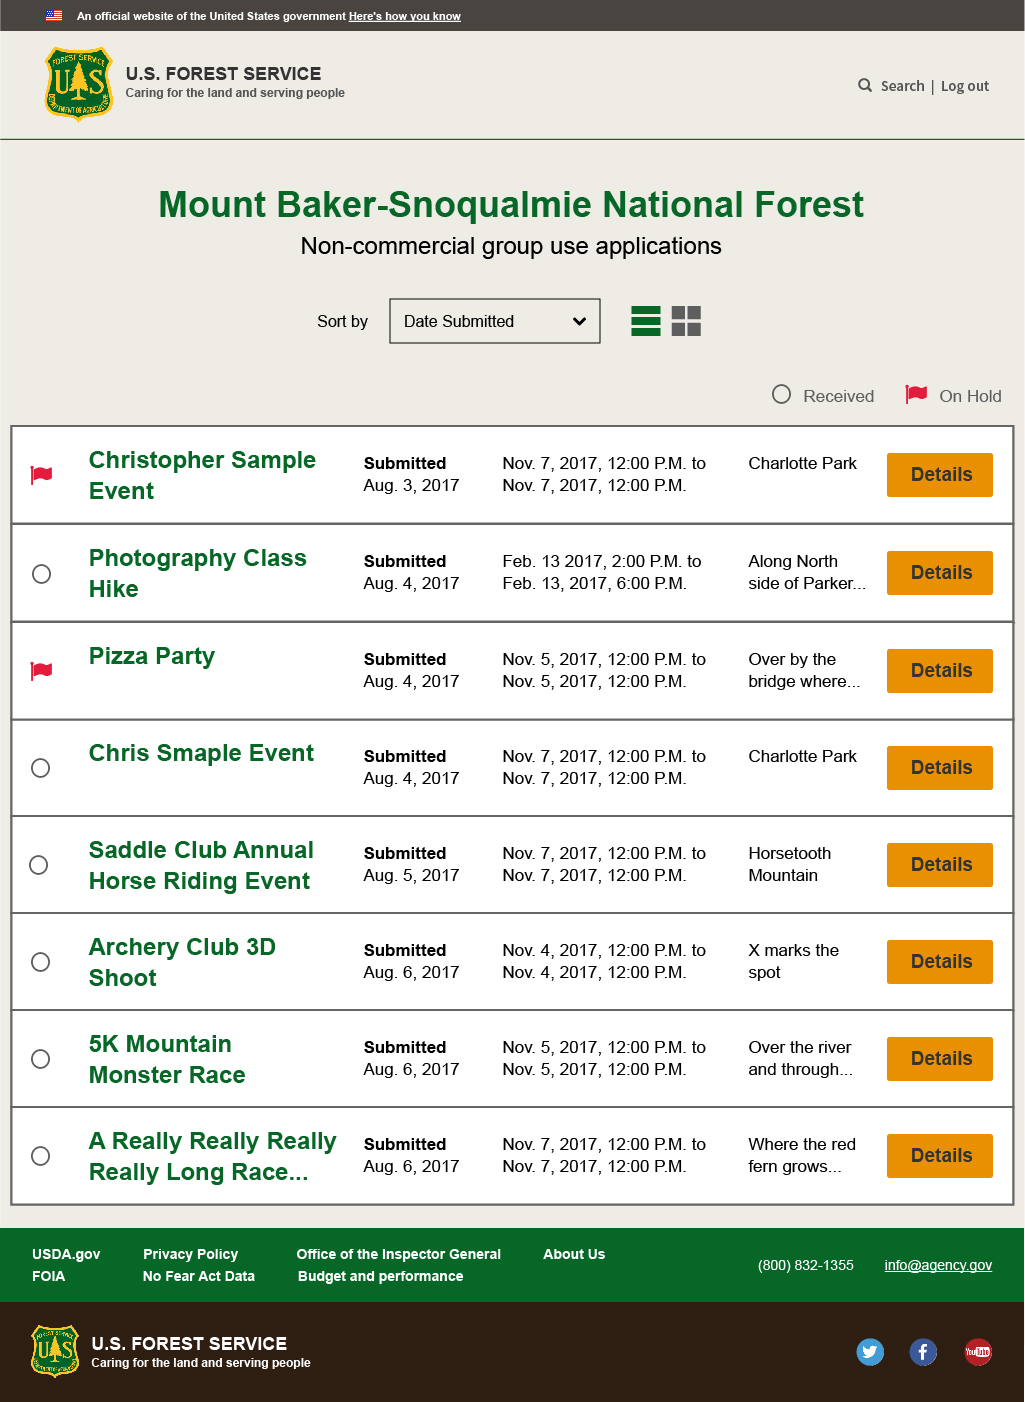 An official website of the United States government Here's how you know
FOREST SERVICE
U S
DEPARTMENT OF AGRICULTURE
U.S. FOREST SERVICE
Caring for the land and serving people
Search | Log out
Mount Baker-Snoqualmie National Forest
Non-commercial group use applications
Sort by Date Submitted
Received On Hold
Christopher Sample Event
Submitted
Aug. 3, 2017
Nov. 7, 2017, 12:00 P.M. to
Nov. 7, 2017, 12:00 P.M.
Charlotte Park
Details
Photography Class
Hike
Submitted
Aug. 4, 2017
Feb. 13 2017, 2:00 P.M. to
Feb. 13, 2017, 6:00 P.M.
Along North
side of Parker...
Details
Pizza Party
Submitted
Aug. 4, 2017
Nov. 5, 2017, 12:00 P.M. to
Nov. 5, 2017, 12:00 P.M.
Over by the
bridge where...
Details
Chris Smaple Event
Submitted
Aug. 4, 2017
Nov. 7, 2017, 12:00 P.M. to
Nov. 7, 2017, 12:00 P.M.
Charlotte Park
Details
Saddle Club Annual
Horse Riding Event
Submitted
Aug. 5, 2017
Nov. 7, 2017, 12:00 P.M. to
Nov. 7, 2017, 12:00 P.M.
Horsetooth
Mountain
Details
Archery Club 3D
Shoot
Submitted
Aug. 6, 2017
Nov. 4, 2017, 12:00 P.M. to
Nov. 4, 2017, 12:00 P.M.
X marks the
spot
Details
5K Mountain
Monster Race
Submitted
Aug. 6, 2017
Nov. 5, 2017, 12:00 P.M. to
Nov. 5, 2017, 12:00 P.M.
Over the river
and through...
Details
A Really Really Really
Really Long Race...
Submitted
Aug. 6, 2017
Nov. 7, 2017, 12:00 P.M. to
Nov. 7, 2017, 12:00 P.M.
Where the red
fern grows...
Details
USDA.gov Privacy Policy Office of the Inspector General About Us
FOIA No Fear Act Data Budget and performance
(800) 832-1355 info@agency.gov
FOREST SERVICE
U S
U.S. FOREST SERVICE
Caring for the land and serving people
YouTube